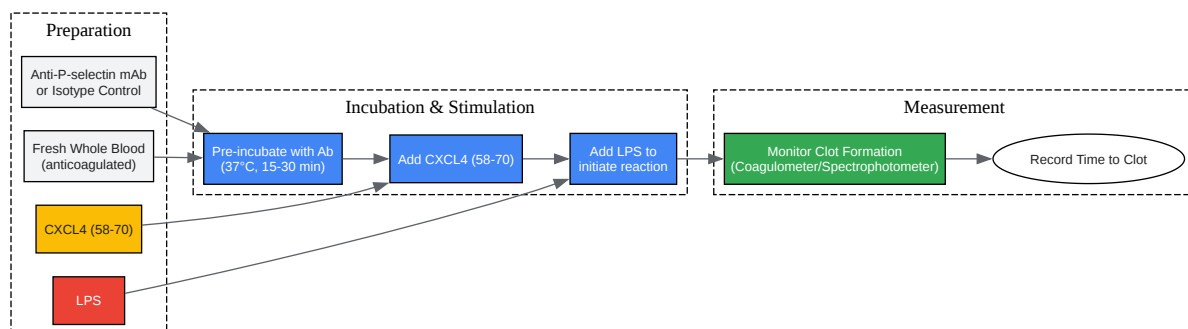 Preparation
Anti-P-selectin mAb
or Isotype Control
Fresh Whole Blood
(anticoagulated)
CXCL4 (58-70)
LPS
Incubation & Stimulation
Pre-incubate with Ab
(37°C, 15-30 min)
Add CXCL4 (58-70)
Add LPS to
initiate reaction
Measurement
Monitor Clot Formation
(Coagulometer/Spectrophotometer)
Record Time to Clot